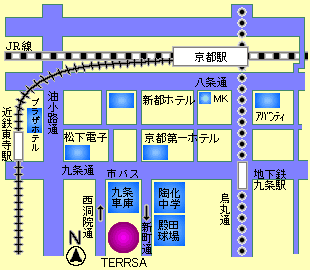 JR線
京都駅
八条通
近鉄東寺駅
プラザホテル
油小路通
新都ホテル
MK
アバンティ
松下電子
京都第一ホテル
九条通
市バス
九条
車庫
陶化
中学
烏丸通
地下鉄
九条駅
西洞院通
新町通
殿田
球場
N
TERRSA